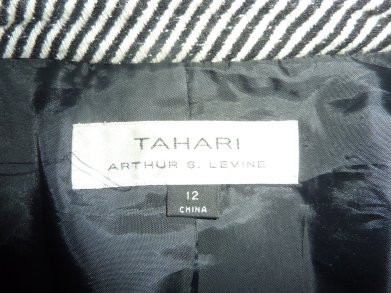 TAHARI
ARTHUR S. LEVINE
12
CHINA